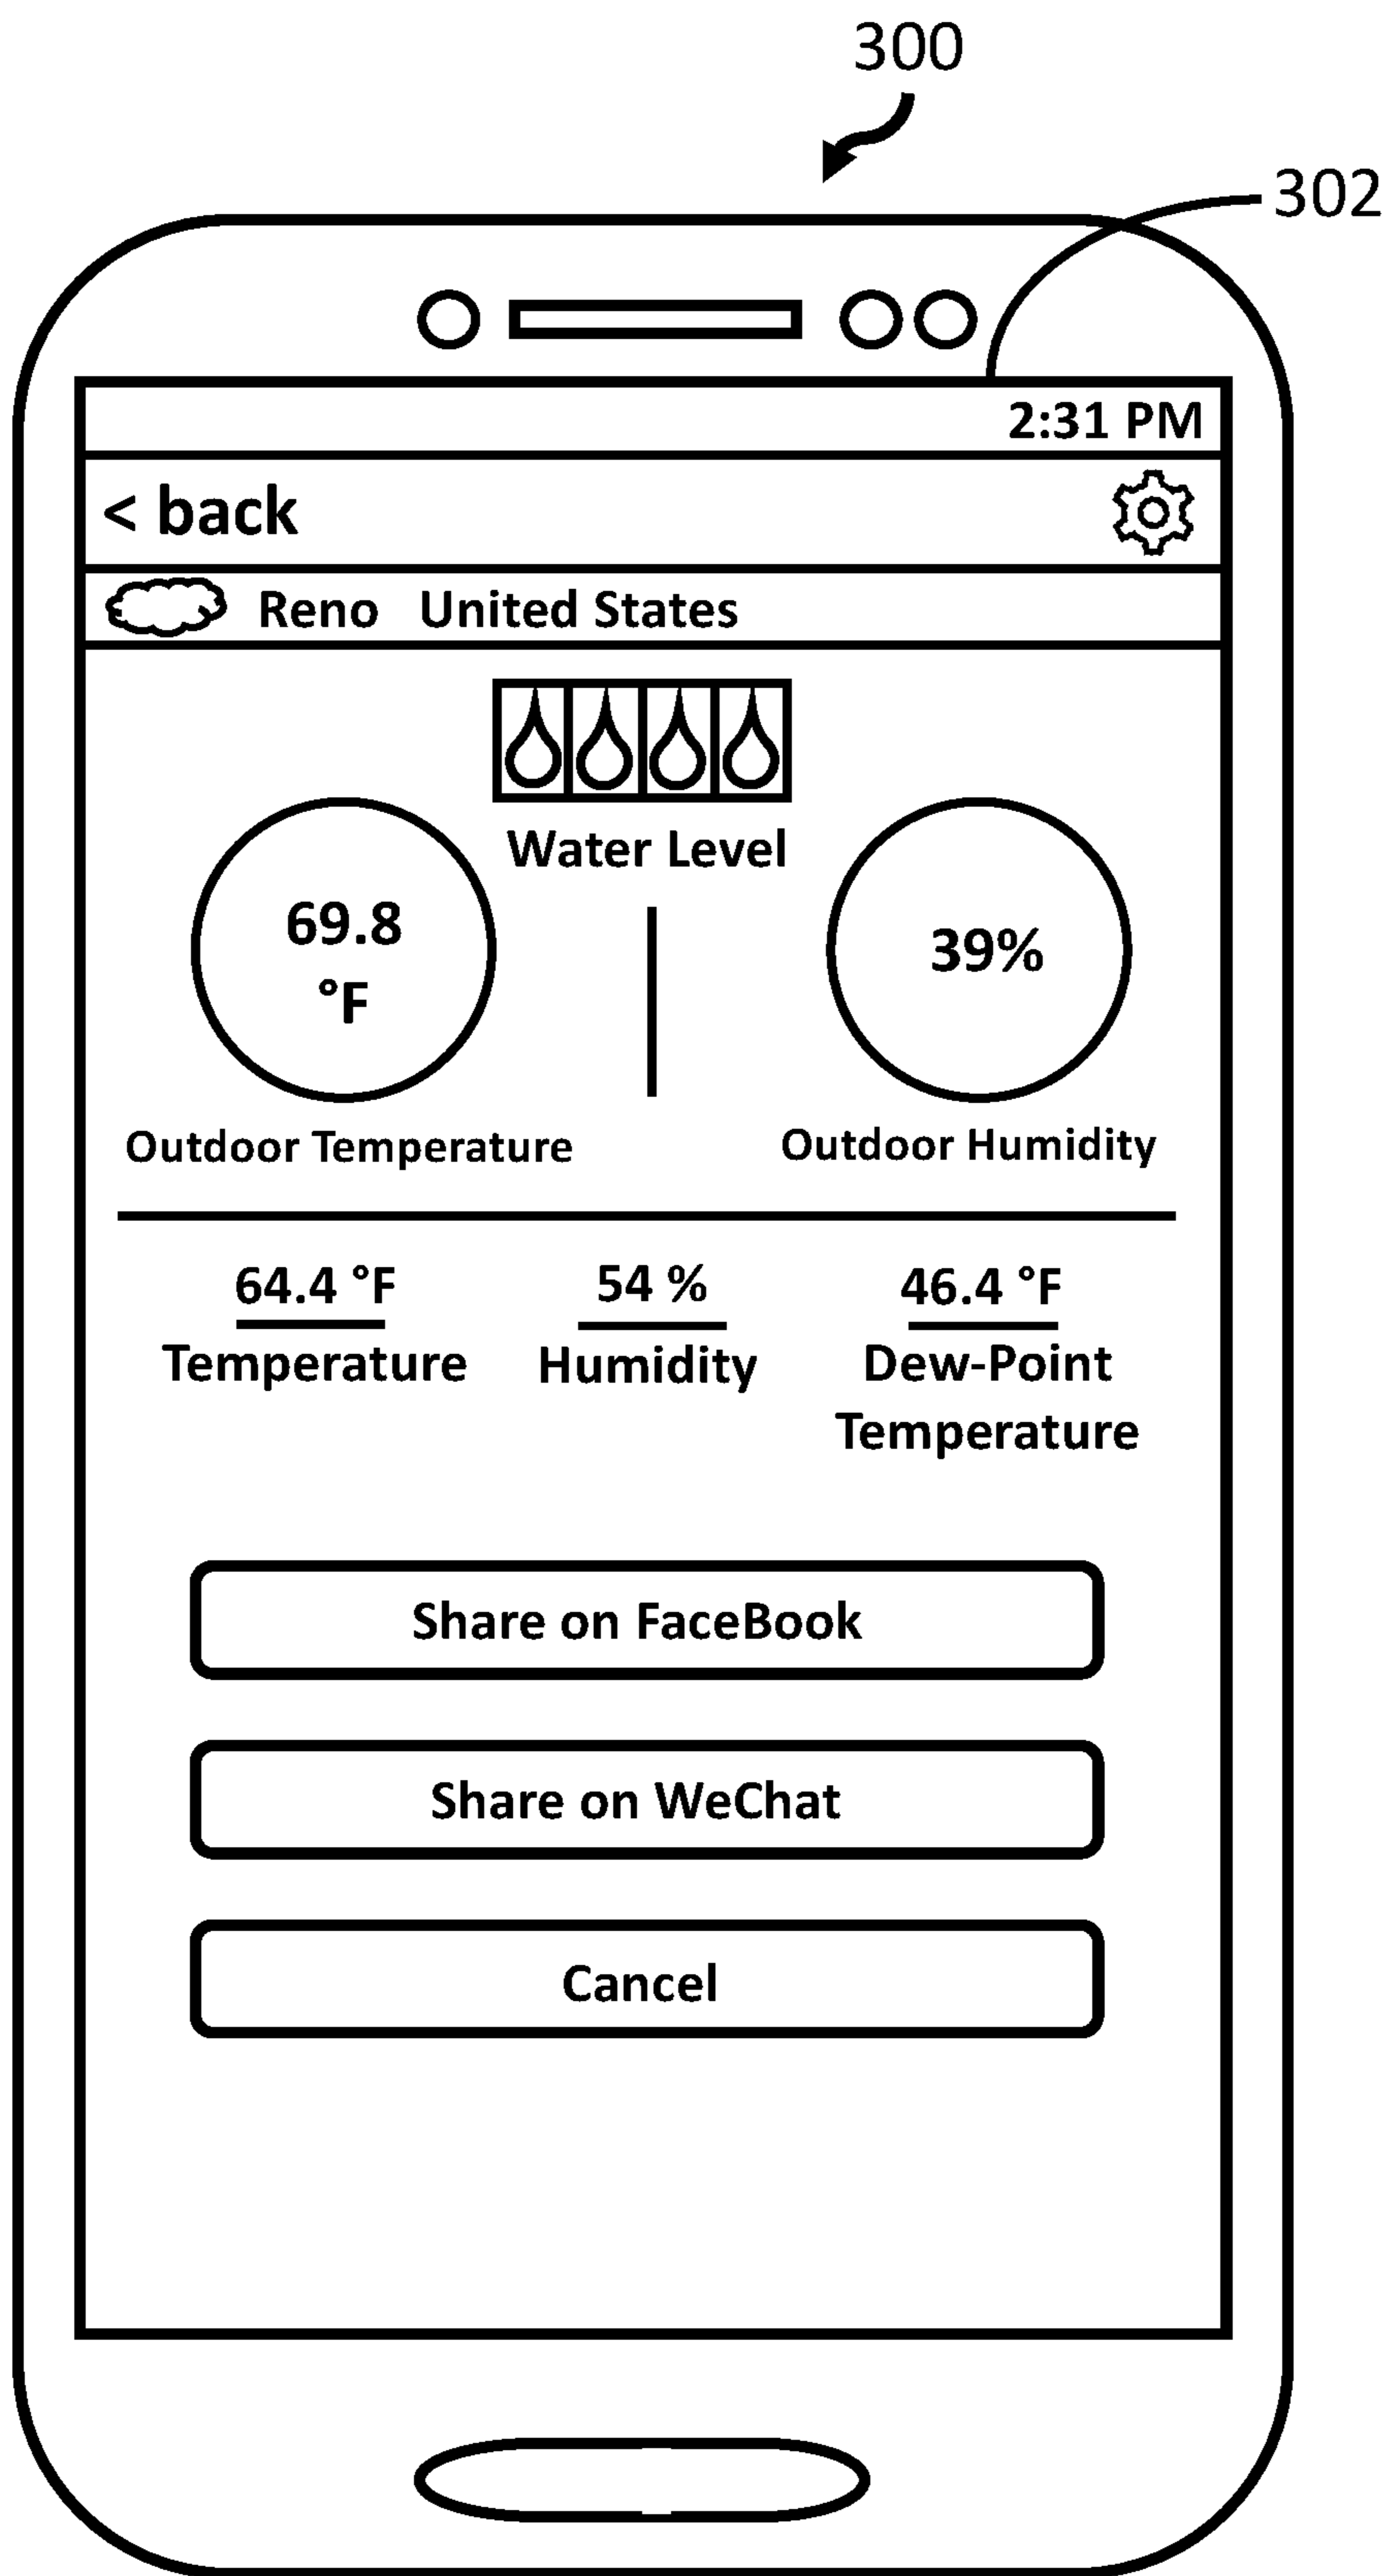 300
302
2:31 PM
< back
Reno United States
Water Level
69.8
°F
39%
Outdoor Temperature
Outdoor Humidity
64.4 °F
54 %
46.4 °F
Temperature
Humidity
Dew-Point
Temperature
Share on FaceBook
Share on WeChat
Cancel